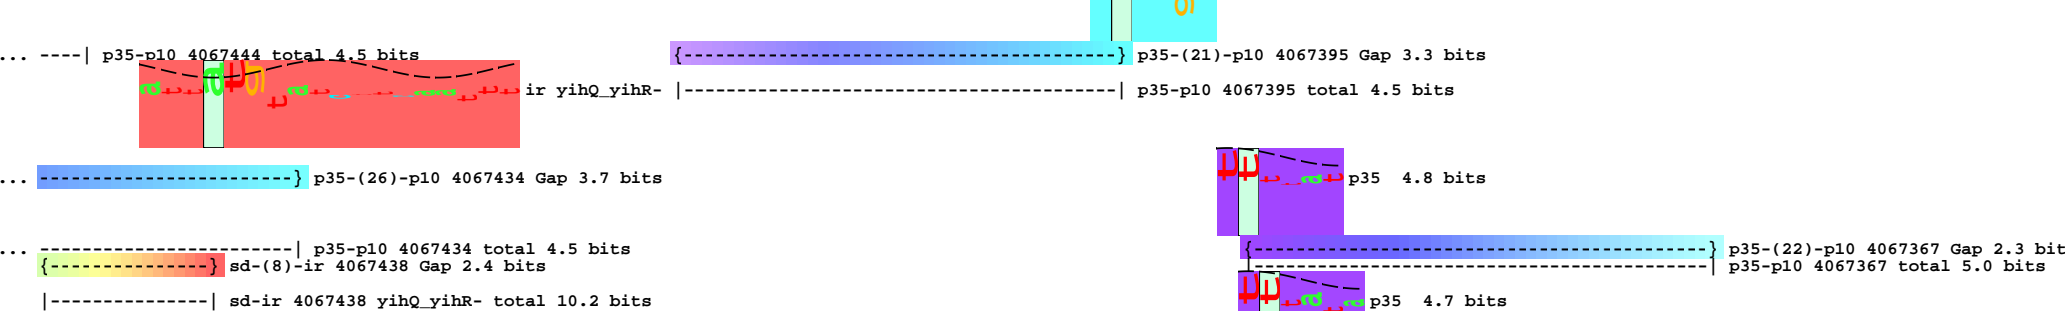 ... ----| p35-p10 4067444 total 4.5 bits
{-----------------------------------------} p35-(21)-p10 4067395 Gap 3.3 bits
ir yihQ_yihR- |-----------------------------------------| p35-p10 4067395 total 4.5 bits
... ------------------------} p35-(26)-p10 4067434 Gap 3.7 bits
p35 4.8 bits
... ------------------------| p35-p10 4067434 total 4.5 bits
{-------------------------------------------} p35-(22)-p10 4067367 Gap 2.3 bit
{---------------} sd-(8)-ir 4067438 Gap 2.4 bits
|-------------------------------------------| p35-p10 4067367 total 5.0 bits
|---------------| sd-ir 4067438 yihQ_yihR- total 10.2 bits
p35 4.7 bits